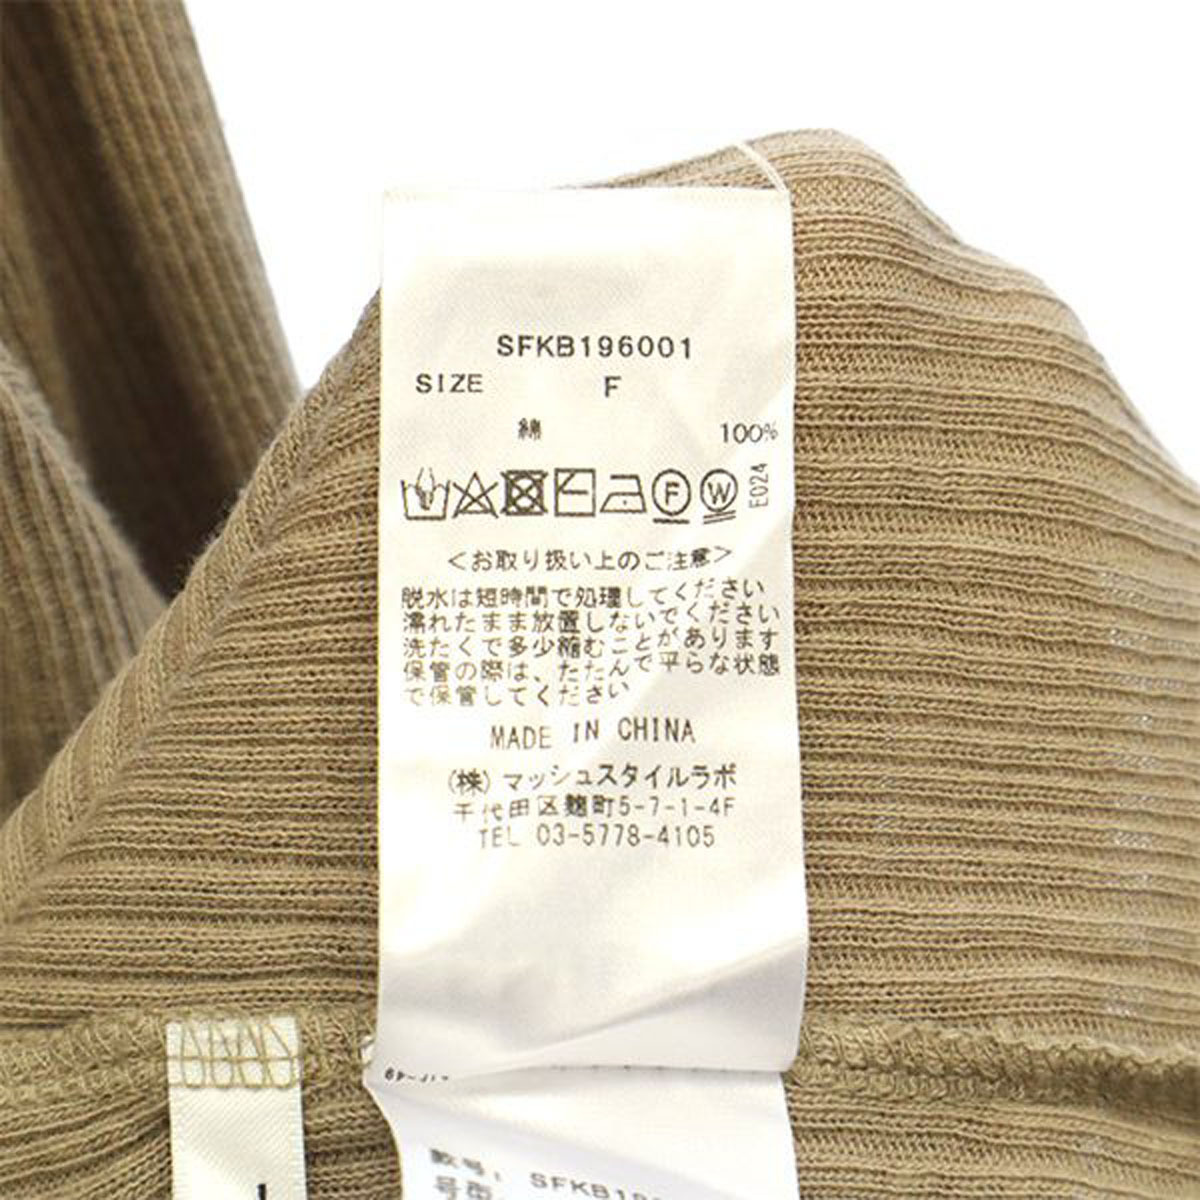 SFKB196001
SIZE F
綿 100%
F W E024
<お取り扱い上のご注意>
脱水は短時間で処理してください
濡れたまま放置しないでください
洗たくで多少縮むことがあります
保管の際は、たたんで平らな状態
で保管してください
MADE IN CHINA
(株)マッシュスタイルラボ
千代田区麹町5-7-1-4F
TEL 03-5778-4105
款号: SFKB19
号型